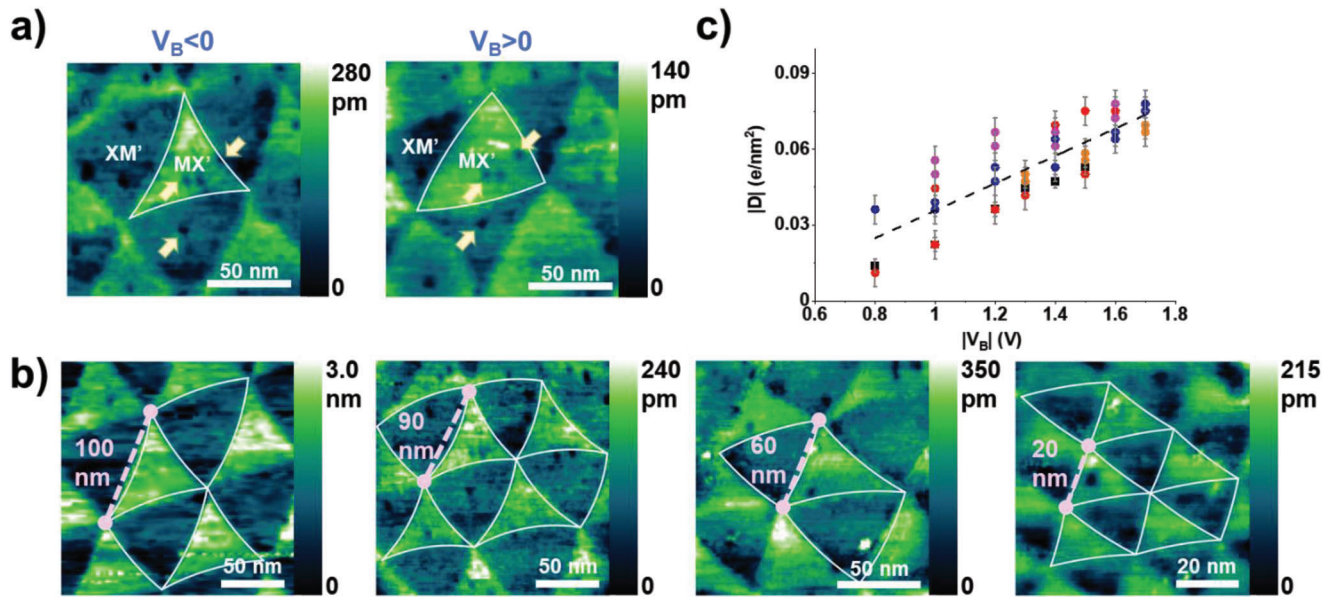 a)
V_B<0
V_B>0
280
pm
0
140
pm
0
XM' MX'
50 nm
XM' MX'
50 nm
c)
0.09
0.06
0.03
0
|D| (e/nm²)
0.6 0.8 1 1.2 1.4 1.6 1.8
|V_B| (V)
b)
100
nm
50 nm
3.0
nm
0
90
nm
50 nm
240
pm
0
60
nm
50 nm
350
pm
0
20
nm
20 nm
215
pm
0